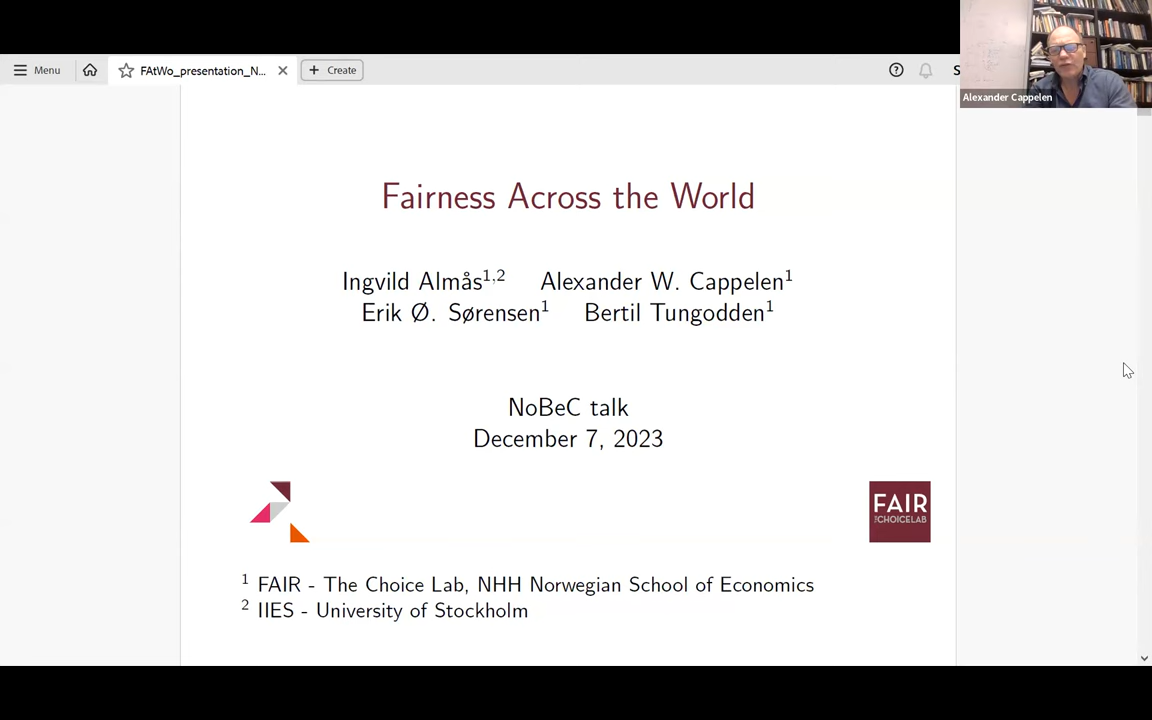 Menu
FAtWo_presentation_N...
Create
S
Alexander Cappelen
Fairness Across the World
Ingvild Almås1,2 Alexander W. Cappelen1
Erik Ø. Sørensen1 Bertil Tungodden1
NoBeC talk
December 7, 2023
FAIR
THE CHOICELAB
1 FAIR - The Choice Lab, NHH Norwegian School of Economics
2 IIES - University of Stockholm